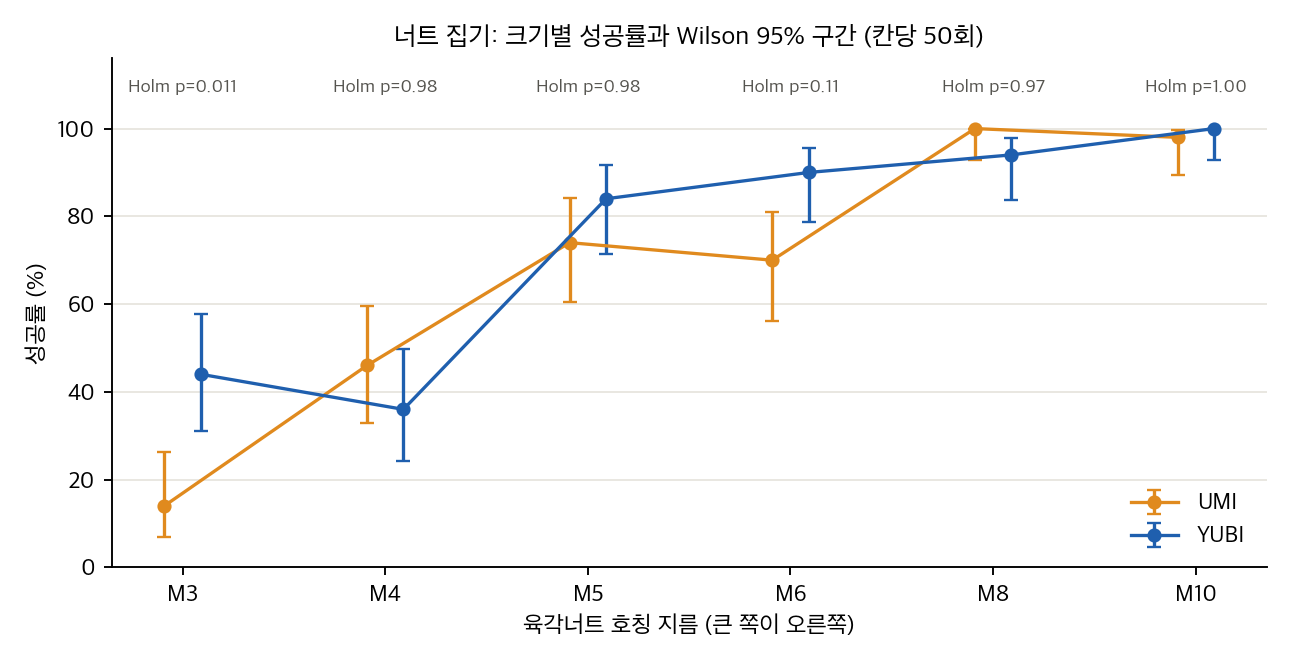 너트 집기: 크기별 성공률과 Wilson 95% 구간 (칸당 50회)
Holm p=0.011 Holm p=0.98 Holm p=0.98 Holm p=0.11 Holm p=0.97 Holm p=1.00
100
80
60
40
20
0
성공률 (%)
UMI
YUBI
M3 M4 M5 M6 M8 M10
육각너트 호칭 지름 (큰 쪽이 오른쪽)